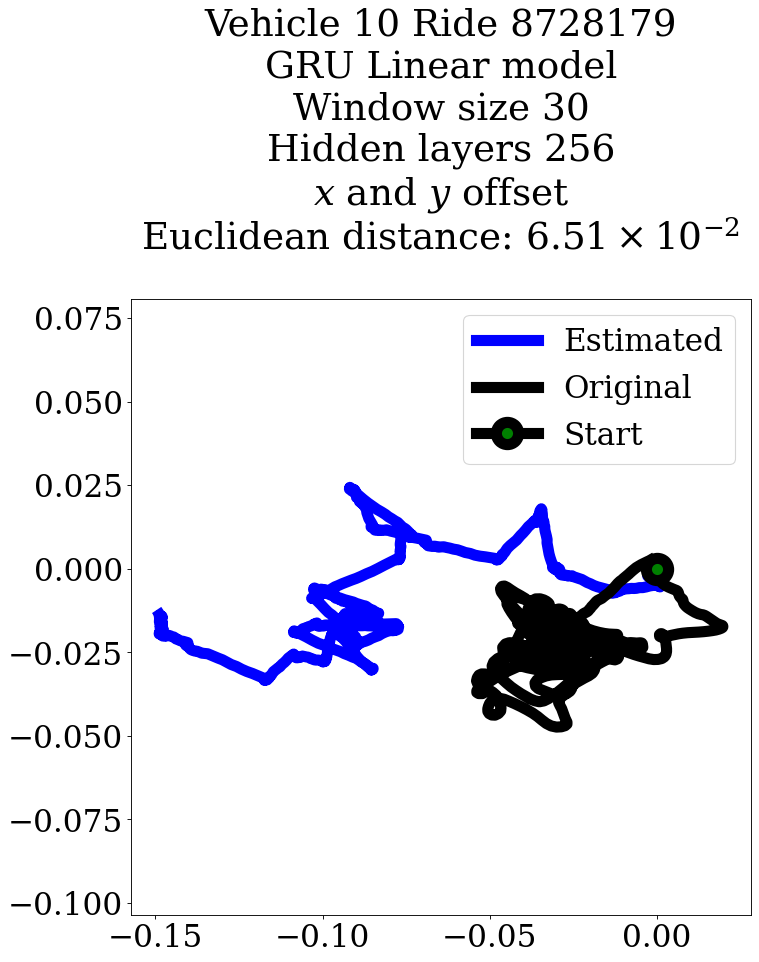 Vehicle 10 Ride 8728179
GRU Linear model
Window size 30
Hidden layers 256
x and y offset
Euclidean distance: 6.51 × 10⁻²
Estimated
Original
Start
0.075
0.050
0.025
0.000
−0.025
−0.050
−0.075
−0.100
−0.15 −0.10 −0.05 0.00